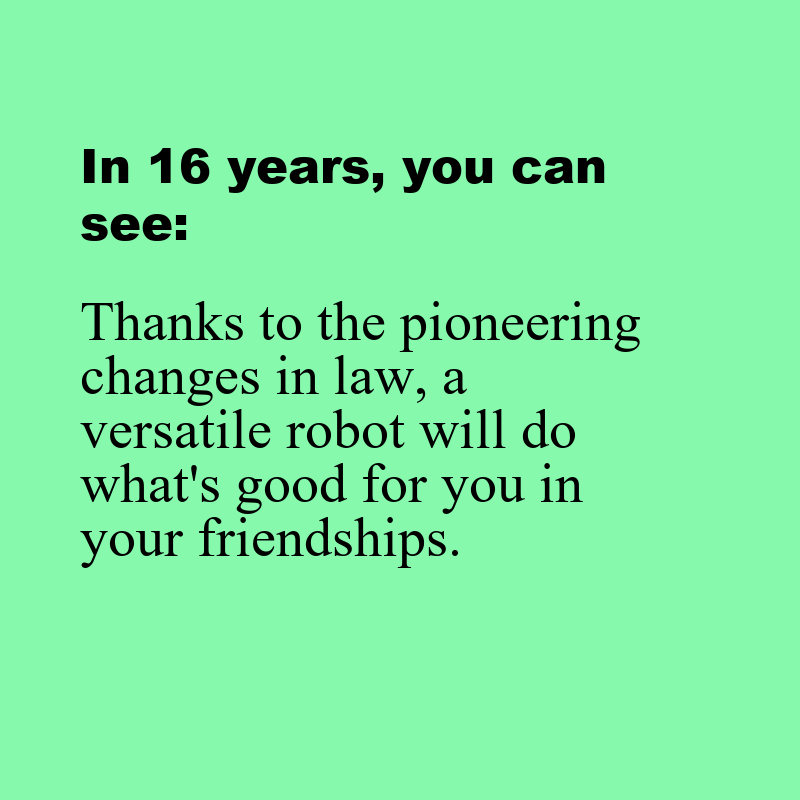 In 16 years, you can
see:
Thanks to the pioneering
changes in law, a
versatile robot will do
what's good for you in
your friendships.